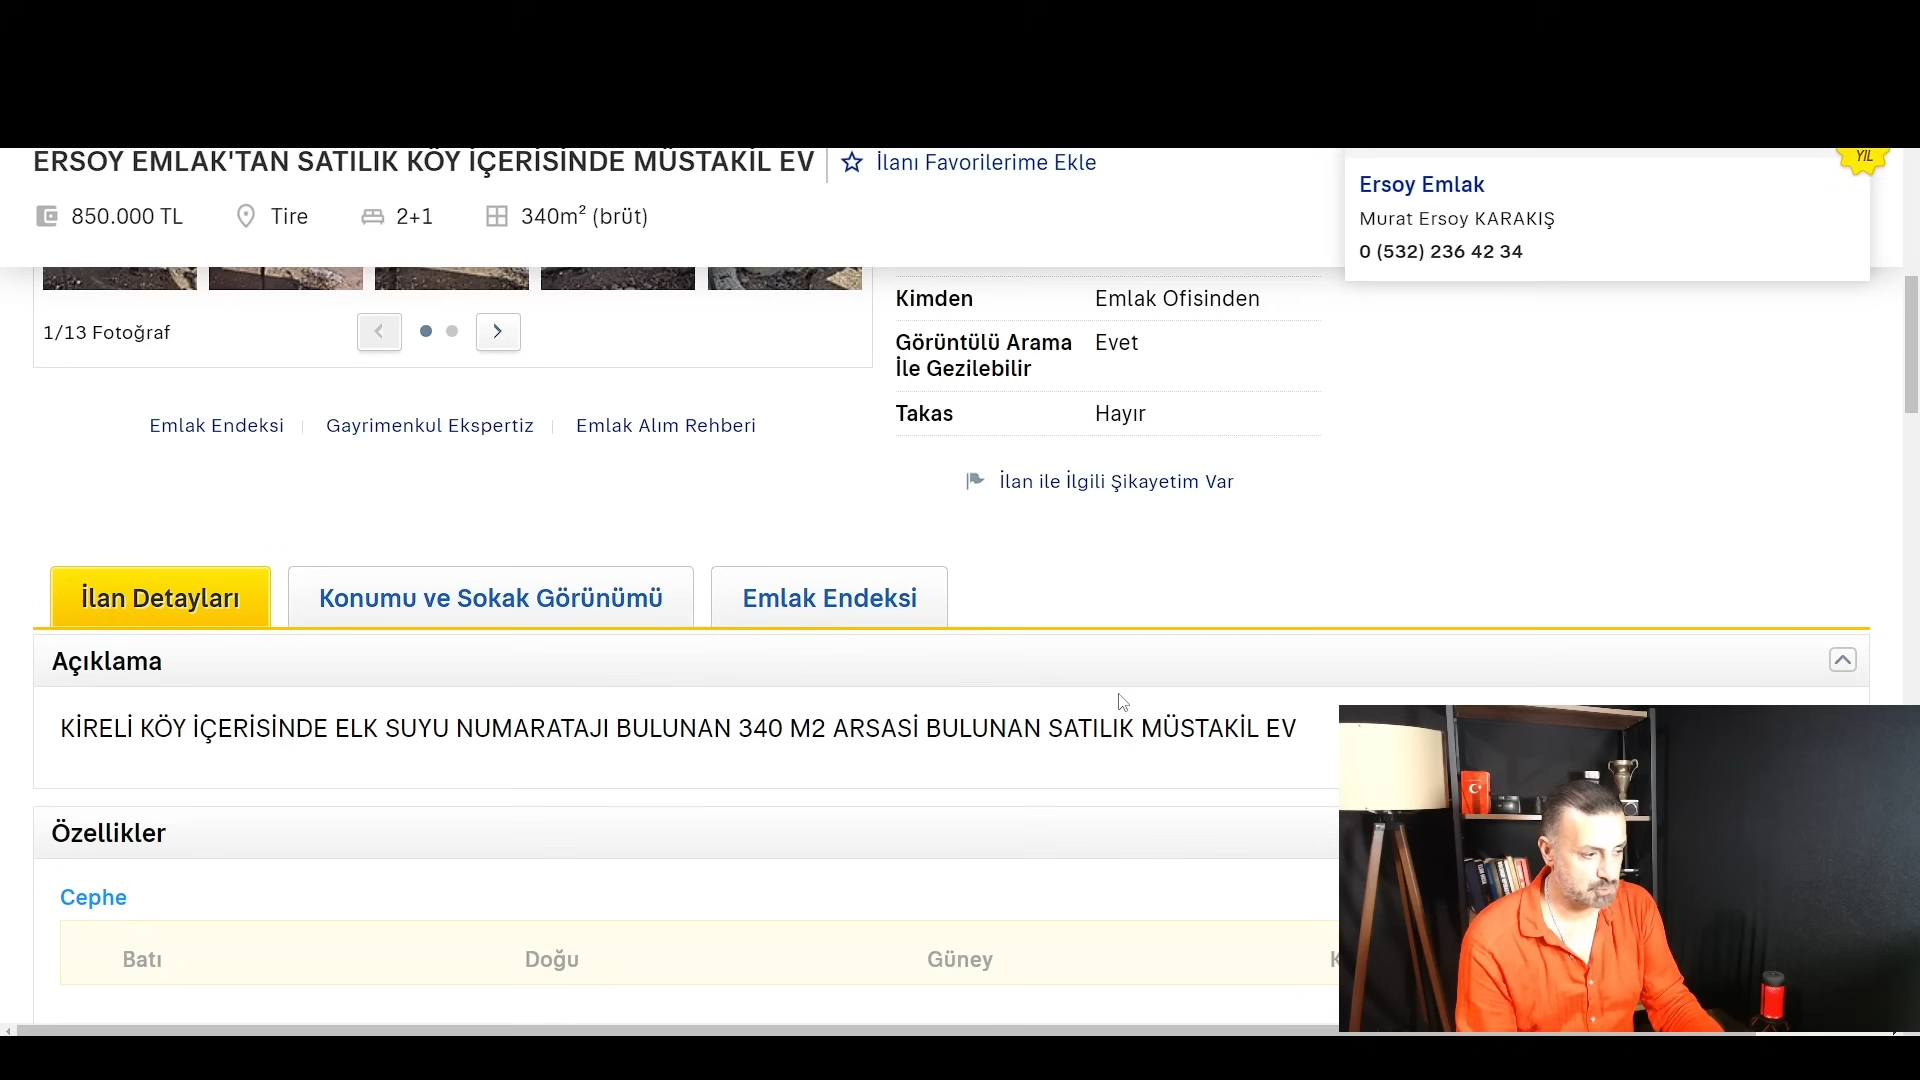 ERSOY EMLAK'TAN SATILIK KÖY İÇERİSİNDE MÜSTAKİL EV
İlanı Favorilerime Ekle
850.000 TL
Tire
2+1
340m² (brüt)
YIL
Ersoy Emlak
Murat Ersoy KARAKIŞ
0 (532) 236 42 34
1/13 Fotoğraf
Kimden Emlak Ofisinden
Görüntülü Arama Evet
İle Gezilebilir
Takas Hayır
Emlak Endeksi
Gayrimenkul Ekspertiz
Emlak Alım Rehberi
İlan ile İlgili Şikayetim Var
İlan Detayları
Konumu ve Sokak Görünümü
Emlak Endeksi
Açıklama
KİRELİ KÖY İÇERİSİNDE ELK SUYU NUMARATAJI BULUNAN 340 M2 ARSASİ BULUNAN SATILIK MÜSTAKİL EV
Özellikler
Cephe
Batı
Doğu
Güney